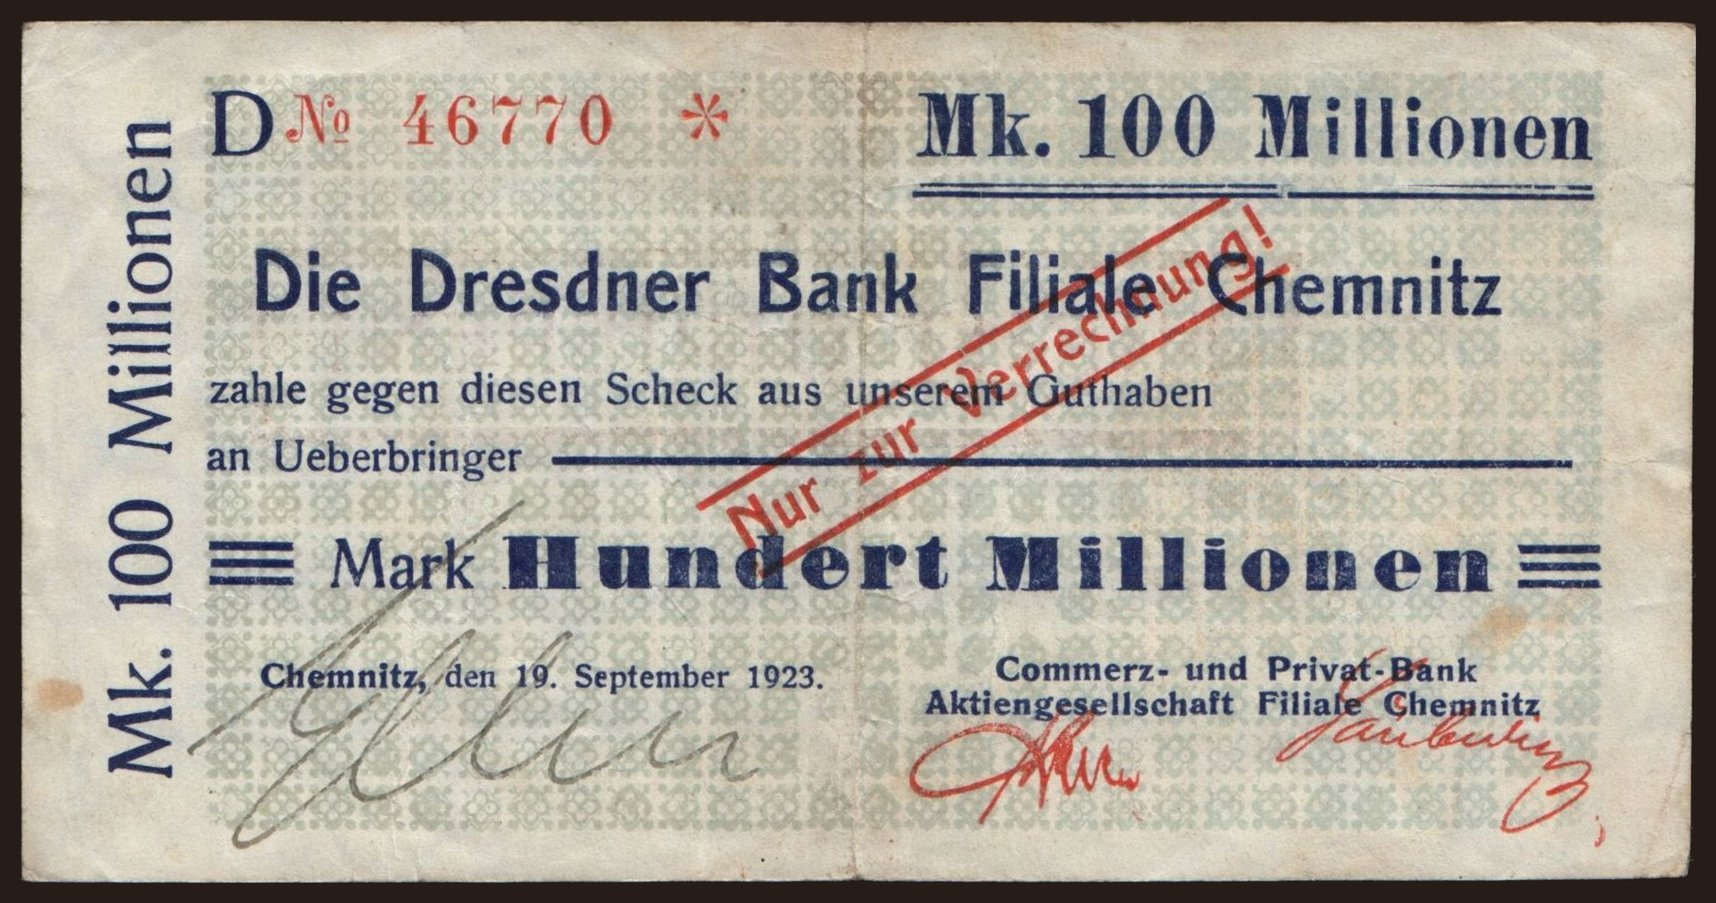 D № 46770 *
Mk. 100 Millionen
Mk. 100 Millionen
Die Dresdner Bank Filiale Chemnitz
zahle gegen diesen Scheck aus unserem Guthaben
an Ueberbringer
Nur zur Verrechnung!
Mark Hundert Millionen
Chemnitz, den 19. September 1923.
Commerz- und Privat-Bank
Aktiengesellschaft Filiale Chemnitz